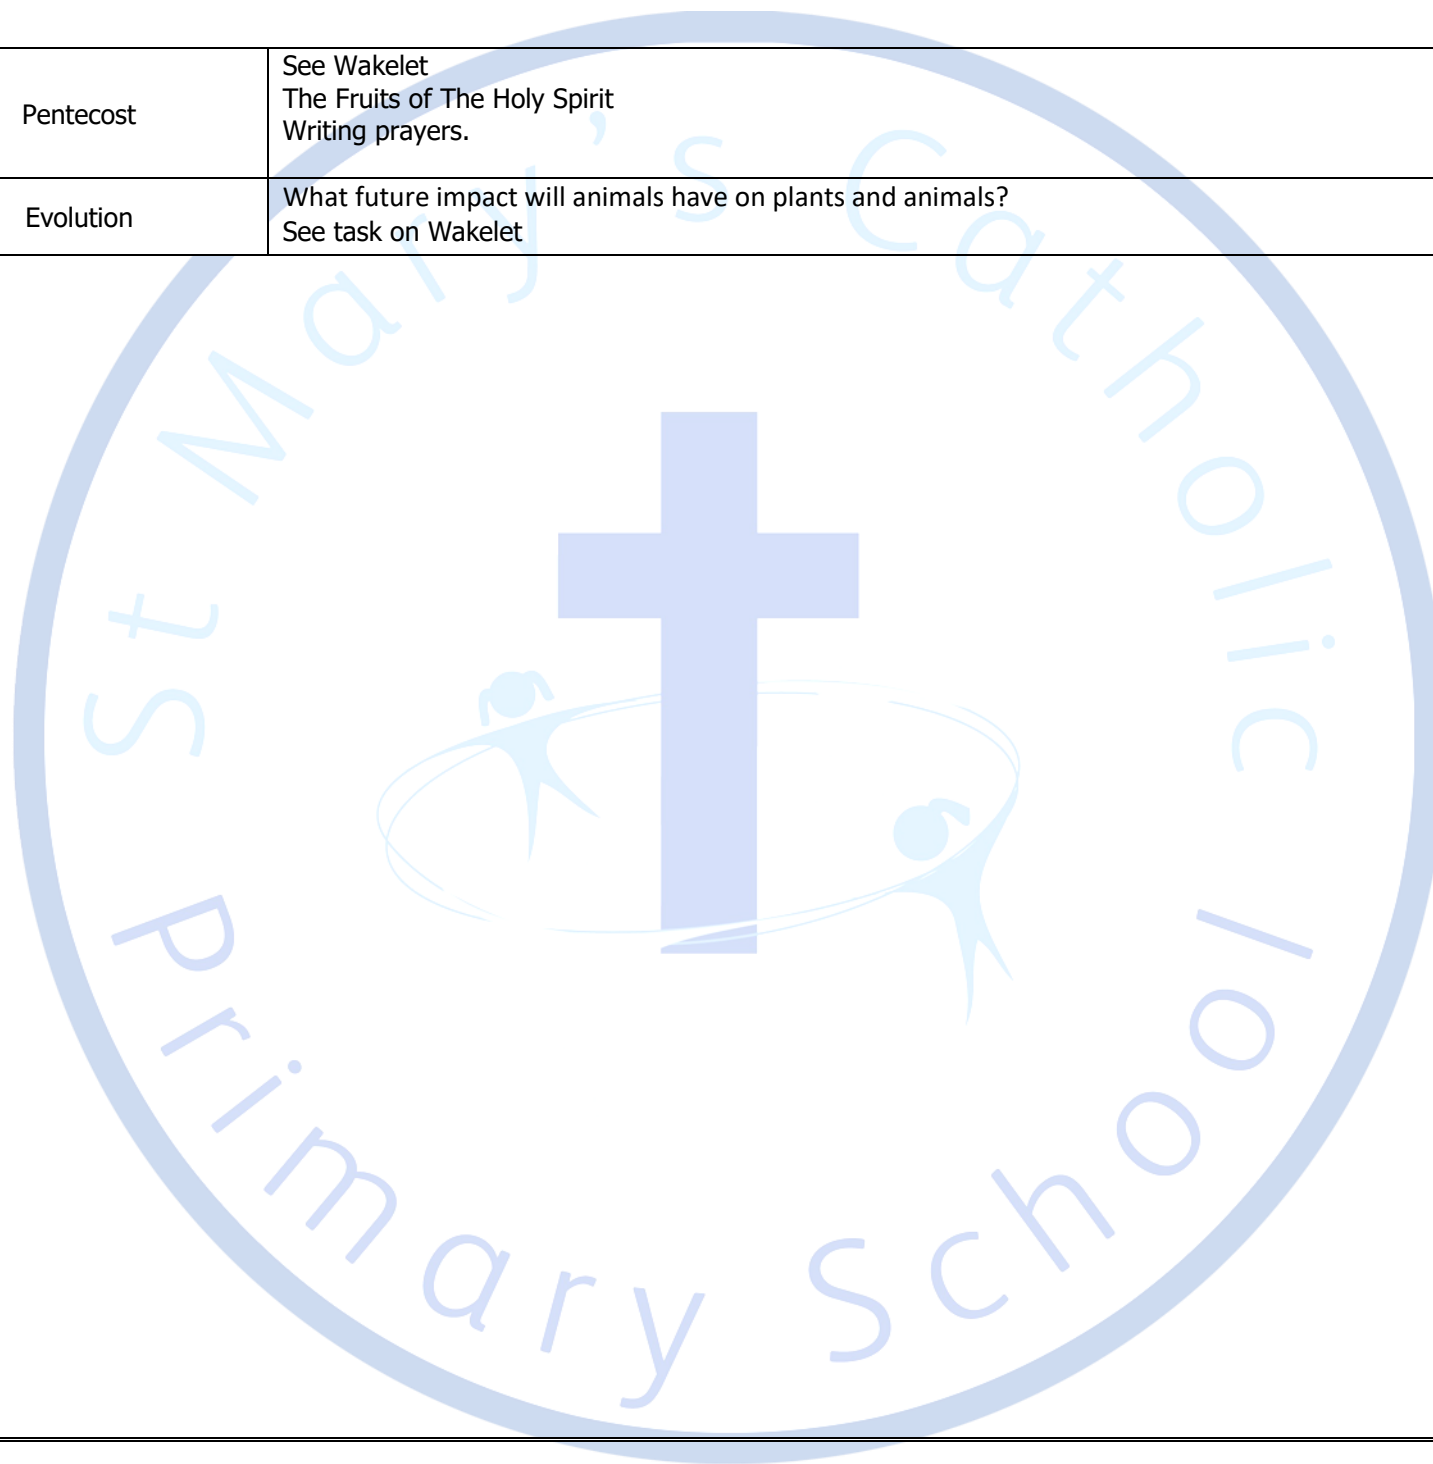 Pentecost
See Wakelet
The Fruits of The Holy Spirit
Writing prayers.
Evolution
What future impact will animals have on plants and animals?
See task on Wakelet
St Mary's Catholic
Primary School